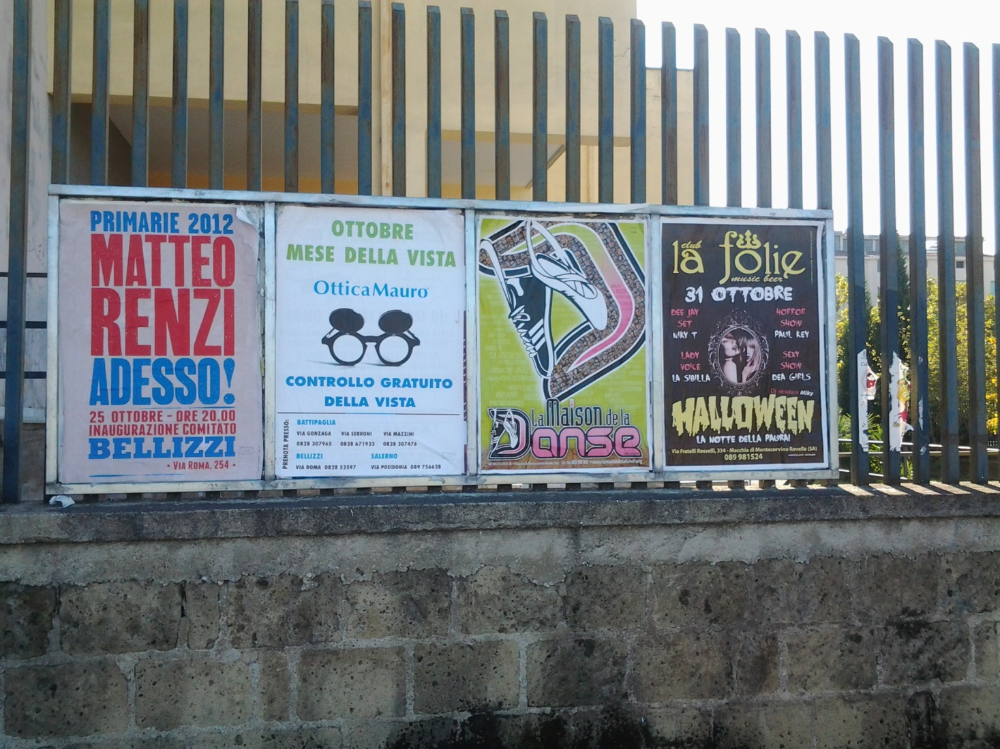 PRIMARIE 2012
MATTEO
RENZI
ADESSO!
25 OTTOBRE - ORE 20.00
INAUGURAZIONE COMITATO
BELLIZZI
• VIA ROMA, 254 •
OTTOBRE
MESE DELLA VISTA
OtticaMauro
CONTROLLO GRATUITO
DELLA VISTA
PRENOTA PRESSO:
BATTIPAGLIA
VIA GONZAGA VIA SERRONI VIA MAZZINI
0828 307965 0828 671933 0828 307476
BELLIZZI SALERNO
VIA ROMA 0828 52597 VIA POSIDONIA 089 756628
La Maison de la
Danse
club
la folie
music beer
31 OTTOBRE
DEE JAY
SET
NIKY T
HORROR
SHOW
PAUL KEY
LADY
VOICE
LA SIBILLA
SEXY
SHOW
DEA GIRLS
Dj resident Miky
HALLOWEEN
LA NOTTE DELLA PAURA!
Via Fratelli Rosselli, 334 - Macchia di Montecorvino Rovella (SA)
089 981524